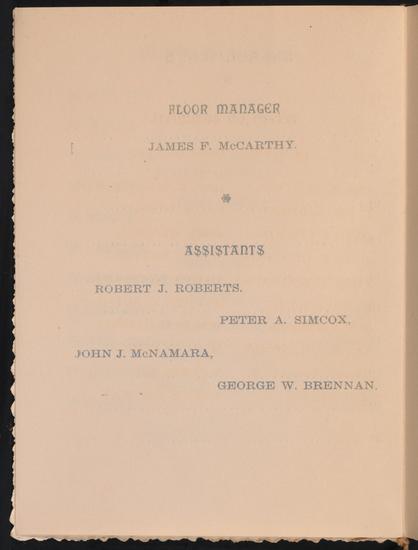 FLOOR MANAGER
JAMES F. McCARTHY.
ASSISTANTS
ROBERT J. ROBERTS.
PETER A. SIMCOX,
JOHN J. McNAMARA,
GEORGE W. BRENNAN.